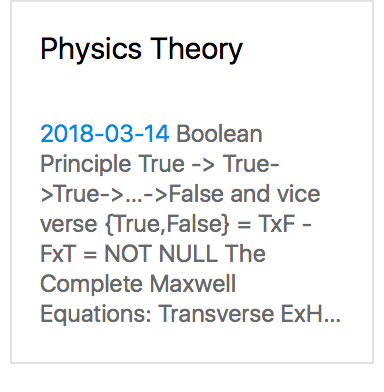 Physics Theory
2018-03-14 Boolean
Principle True -> True-
>True->...->False and vice
verse {True,False} = TxF -
FxT = NOT NULL The
Complete Maxwell
Equations: Transverse ExH...